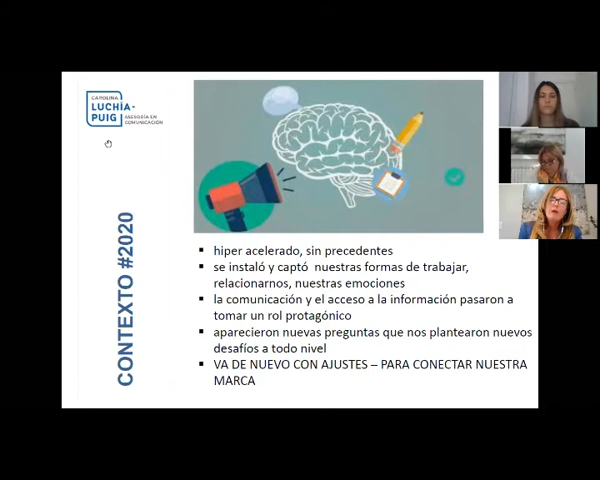 CAROLINA
LUCHÍA-
PUIG
ASESORÍA EN
COMUNICACIÓN
CONTEXTO #2020
▪ hiper acelerado, sin precedentes
▪ se instaló y captó nuestras formas de trabajar,
relacionarnos, nuestras emociones
▪ la comunicación y el acceso a la información pasaron a
tomar un rol protagónico
▪ aparecieron nuevas preguntas que nos plantearon nuevos
desafíos a todo nivel
▪ VA DE NUEVO CON AJUSTES – PARA CONECTAR NUESTRA
MARCA